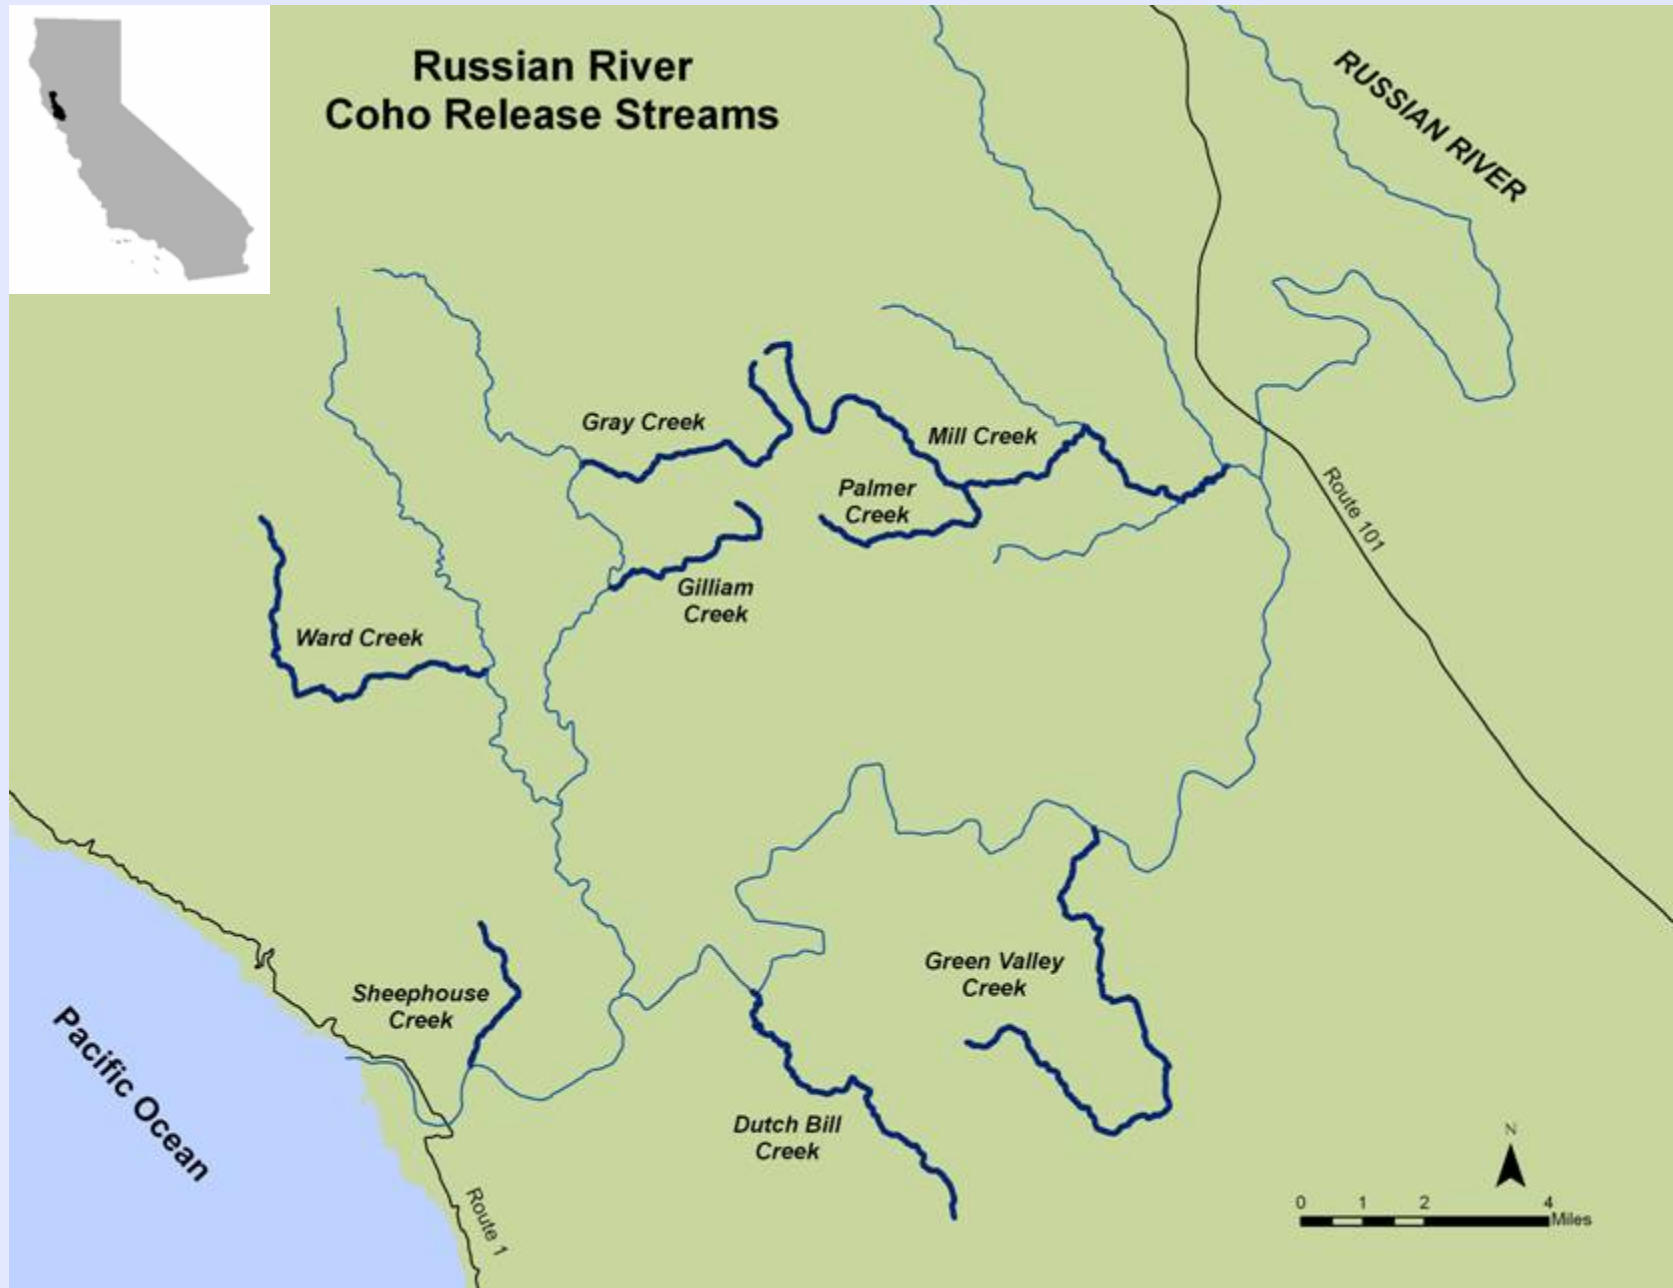 Russian River
Coho Release Streams
RUSSIAN RIVER
Gray Creek
Mill Creek
Palmer
Creek
Route 101
Gilliam
Creek
Ward Creek
Green Valley
Creek
Sheephouse
Creek
Pacific Ocean
Dutch Bill
Creek
Route 1
N
0 1 2 4
Miles